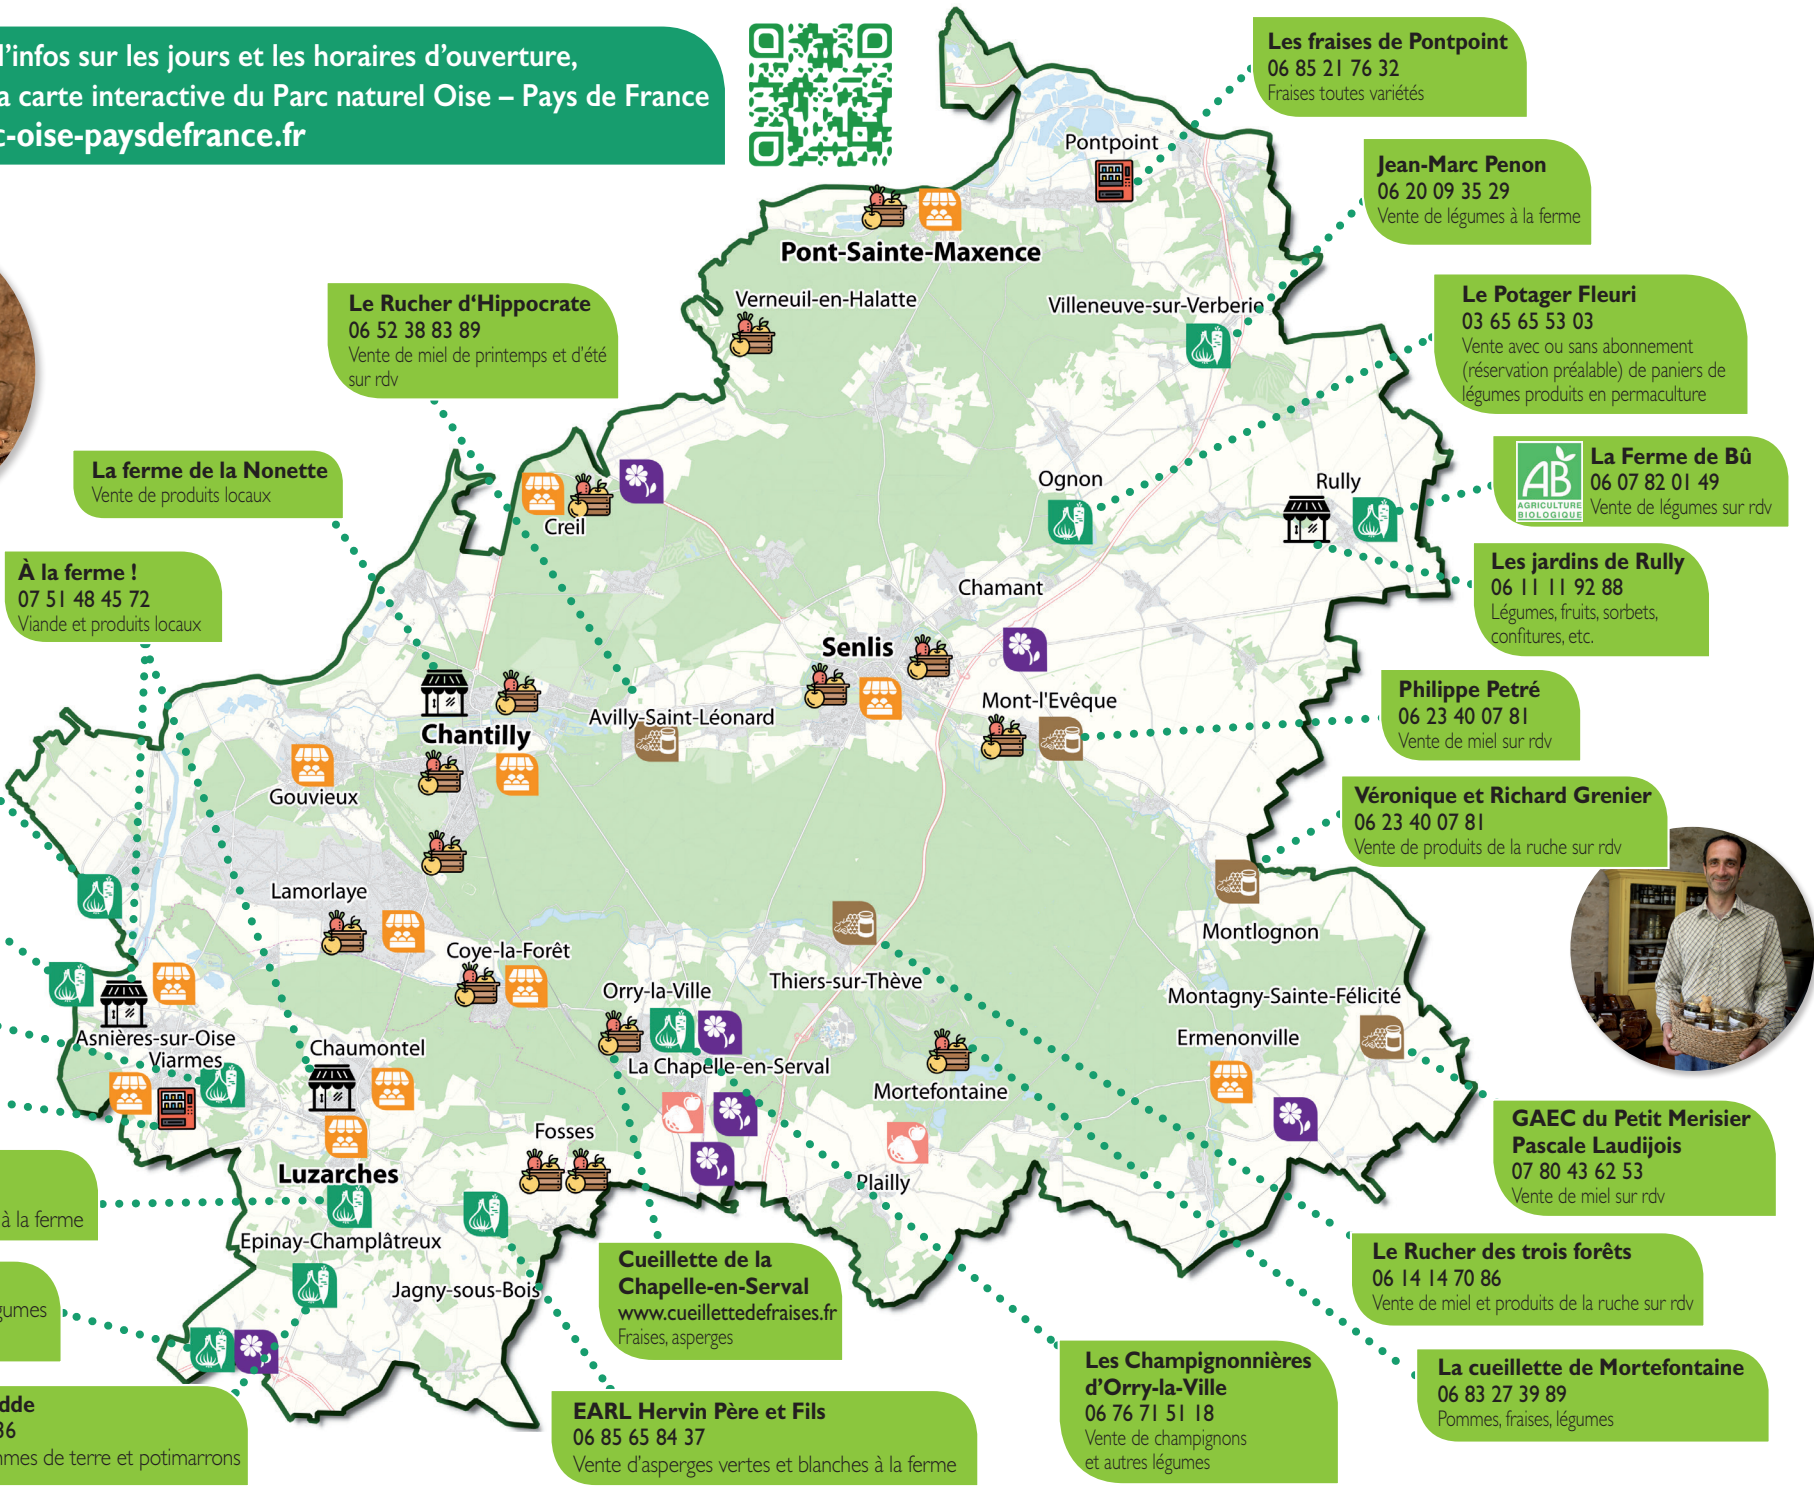 l'infos sur les jours et les horaires d'ouverture,
a carte interactive du Parc naturel Oise – Pays de France
c-oise-paysdefrance.fr
Les fraises de Pontpoint
06 85 21 76 32
Fraises toutes variétés
Pontpoint
Jean-Marc Penon
06 20 09 35 29
Vente de légumes à la ferme
Pont-Sainte-Maxence
Verneuil-en-Halatte
Villeneuve-sur-Verberie
Le Rucher d'Hippocrate
06 52 38 83 89
Vente de miel de printemps et d'été
sur rdv
Le Potager Fleuri
03 65 65 53 03
Vente avec ou sans abonnement
(réservation préalable) de paniers de
légumes produits en permaculture
La ferme de la Nonette
Vente de produits locaux
Creil
Ognon
Rully
AB
AGRICULTURE
BIOLOGIQUE
La Ferme de Bû
06 07 82 01 49
Vente de légumes sur rdv
À la ferme !
07 51 48 45 72
Viande et produits locaux
Chamant
Les jardins de Rully
06 11 11 92 88
Légumes, fruits, sorbets,
confitures, etc.
Senlis
Mont-l'Evêque
Avilly-Saint-Léonard
Chantilly
Philippe Petré
06 23 40 07 81
Vente de miel sur rdv
Gouvieux
Véronique et Richard Grenier
06 23 40 07 81
Vente de produits de la ruche sur rdv
Lamorlaye
Montlognon
Coye-la-Forêt
Thiers-sur-Thève
Orry-la-Ville
Montagny-Sainte-Félicité
Asnières-sur-Oise
Viarmes
Chaumontel
Ermenonville
La Chapelle-en-Serval
Mortefontaine
GAEC du Petit Merisier
Pascale Laudijois
07 80 43 62 53
Vente de miel sur rdv
Fosses
Luzarches
Plailly
à la ferme
Epinay-Champlâtreux
Jagny-sous-Bois
Cueillette de la
Chapelle-en-Serval
www.cueillettedefraises.fr
Fraises, asperges
Le Rucher des trois forêts
06 14 14 70 86
Vente de miel et produits de la ruche sur rdv
gumes
Les Champignonnières
d'Orry-la-Ville
06 76 71 51 18
Vente de champignons
et autres légumes
La cueillette de Mortefontaine
06 83 27 39 89
Pommes, fraises, légumes
dde
36
mmes de terre et potimarrons
EARL Hervin Père et Fils
06 85 65 84 37
Vente d'asperges vertes et blanches à la ferme